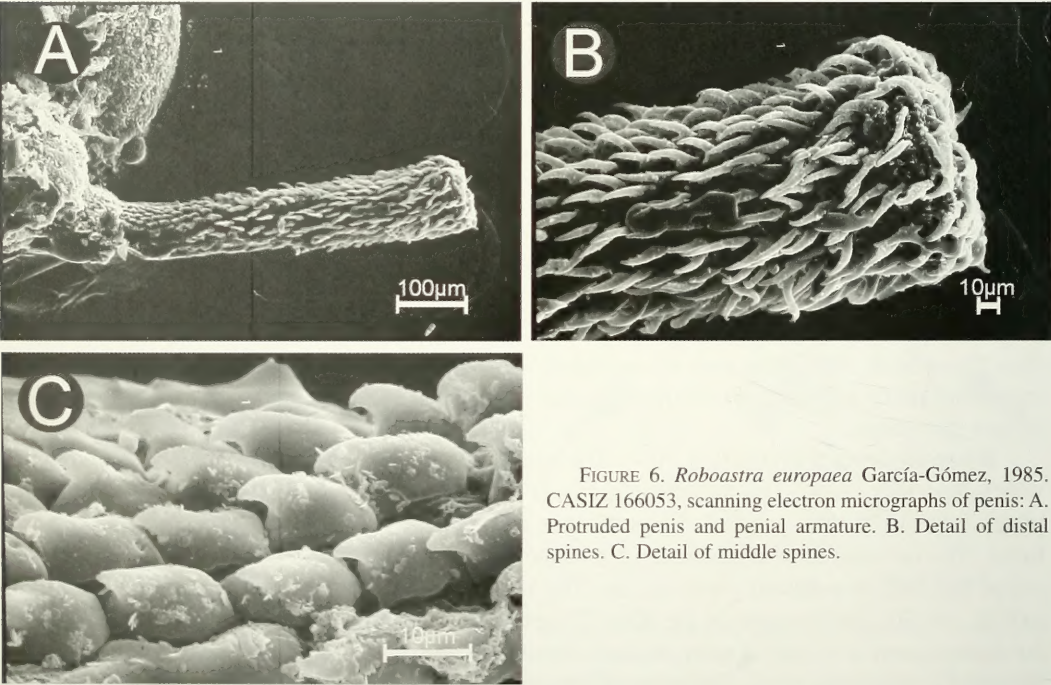 A
B
100µm
10µm
C
10µm
FIGURE 6. Roboastra europaea García-Gómez, 1985.
CASIZ 166053, scanning electron micrographs of penis: A.
Protruded penis and penial armature. B. Detail of distal
spines. C. Detail of middle spines.